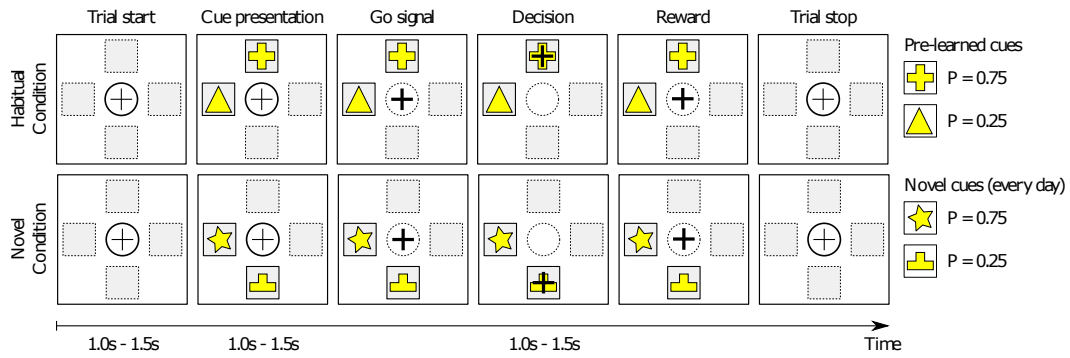 Trial start
Cue presentation
Go signal
Decision
Reward
Trial stop
Habitual
Condition
Pre-learned cues
P = 0.75
P = 0.25
Novel
Condition
Novel cues (every day)
P = 0.75
P = 0.25
1.0s - 1.5s
1.0s - 1.5s
1.0s - 1.5s
Time